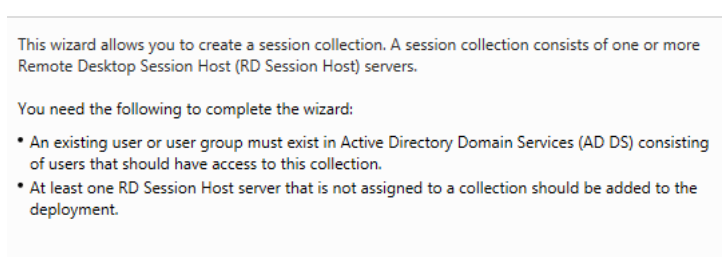 This wizard allows you to create a session collection. A session collection consists of one or more
Remote Desktop Session Host (RD Session Host) servers.
You need the following to complete the wizard:
• An existing user or user group must exist in Active Directory Domain Services (AD DS) consisting
of users that should have access to this collection.
• At least one RD Session Host server that is not assigned to a collection should be added to the
deployment.